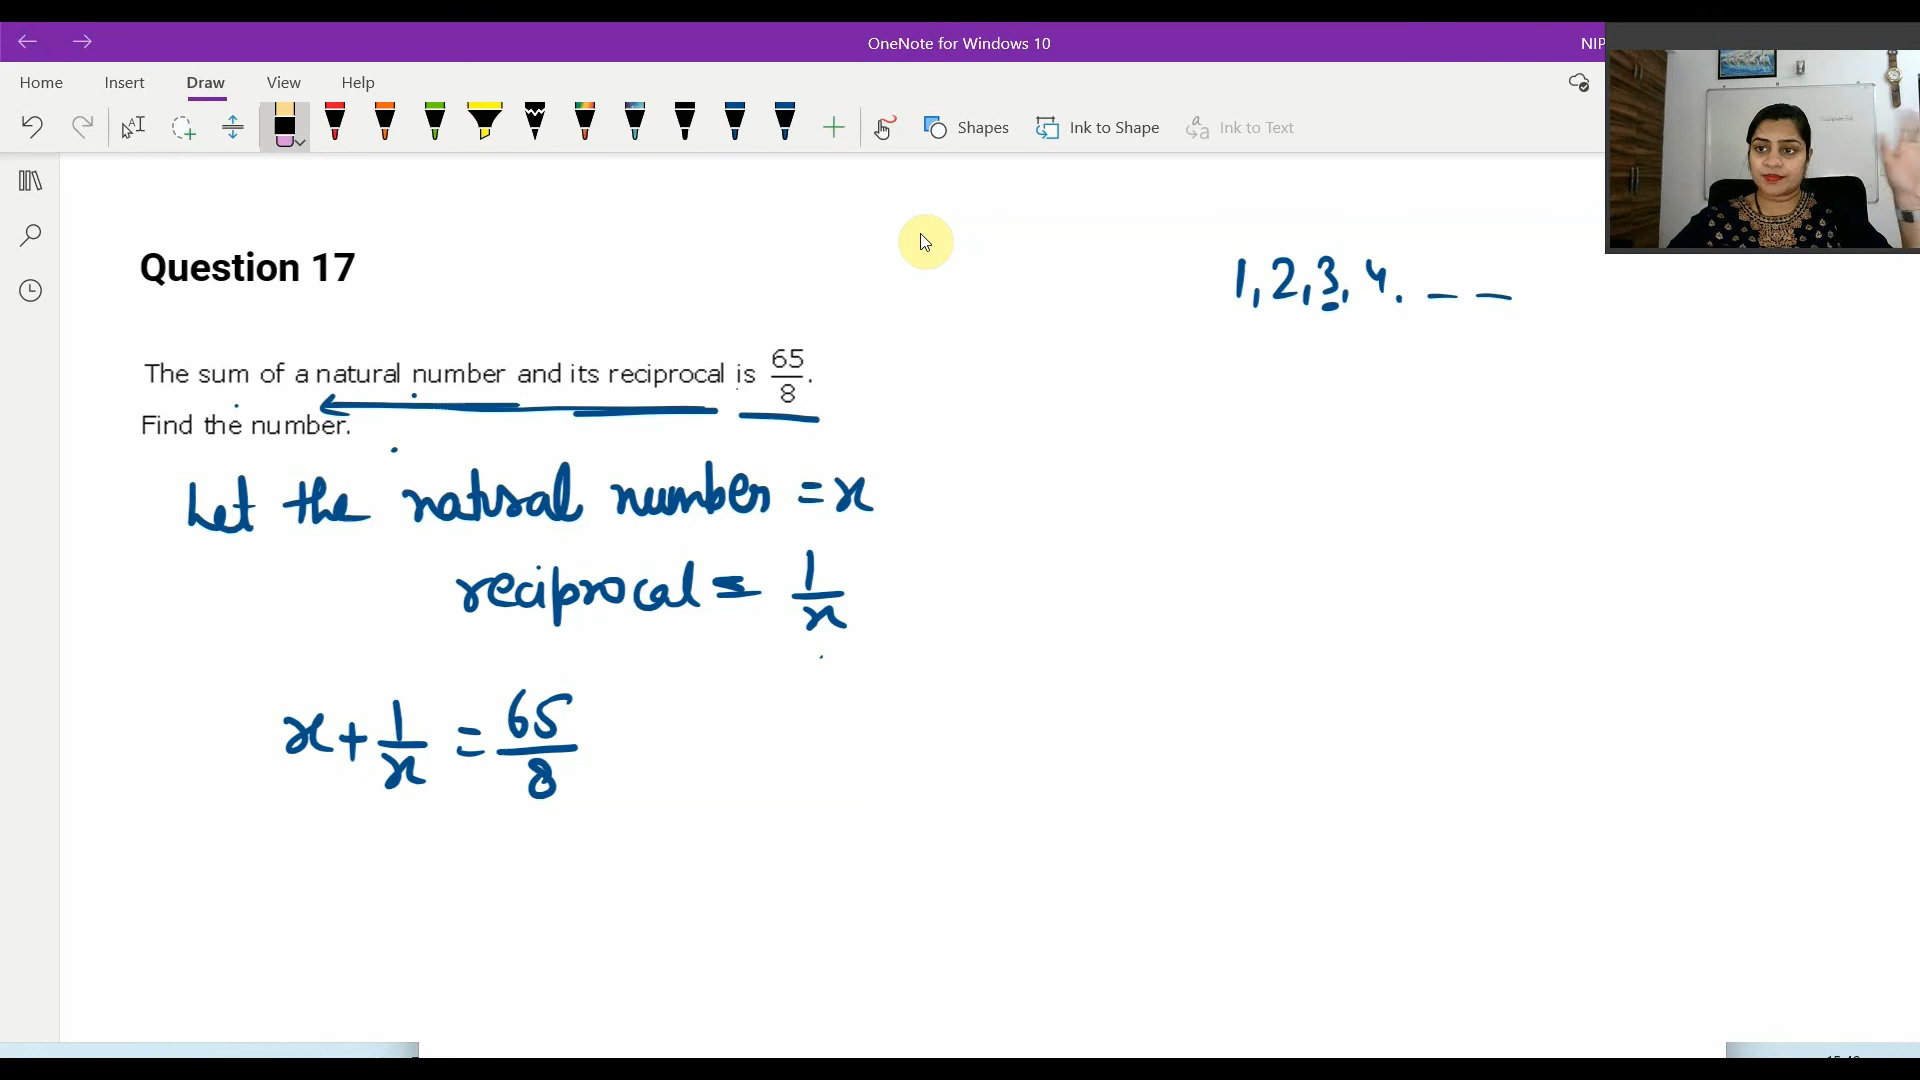 OneNote for Windows 10
NIP
Home Insert Draw View Help
Shapes Ink to Shape Ink to Text
1, 2, 3, 4. _ _
Question 17
The sum of a natural number and its reciprocal is 65/8.
Find the number.
Let the natural number = x
reciprocal = 1/x
x + 1/x = 65/8